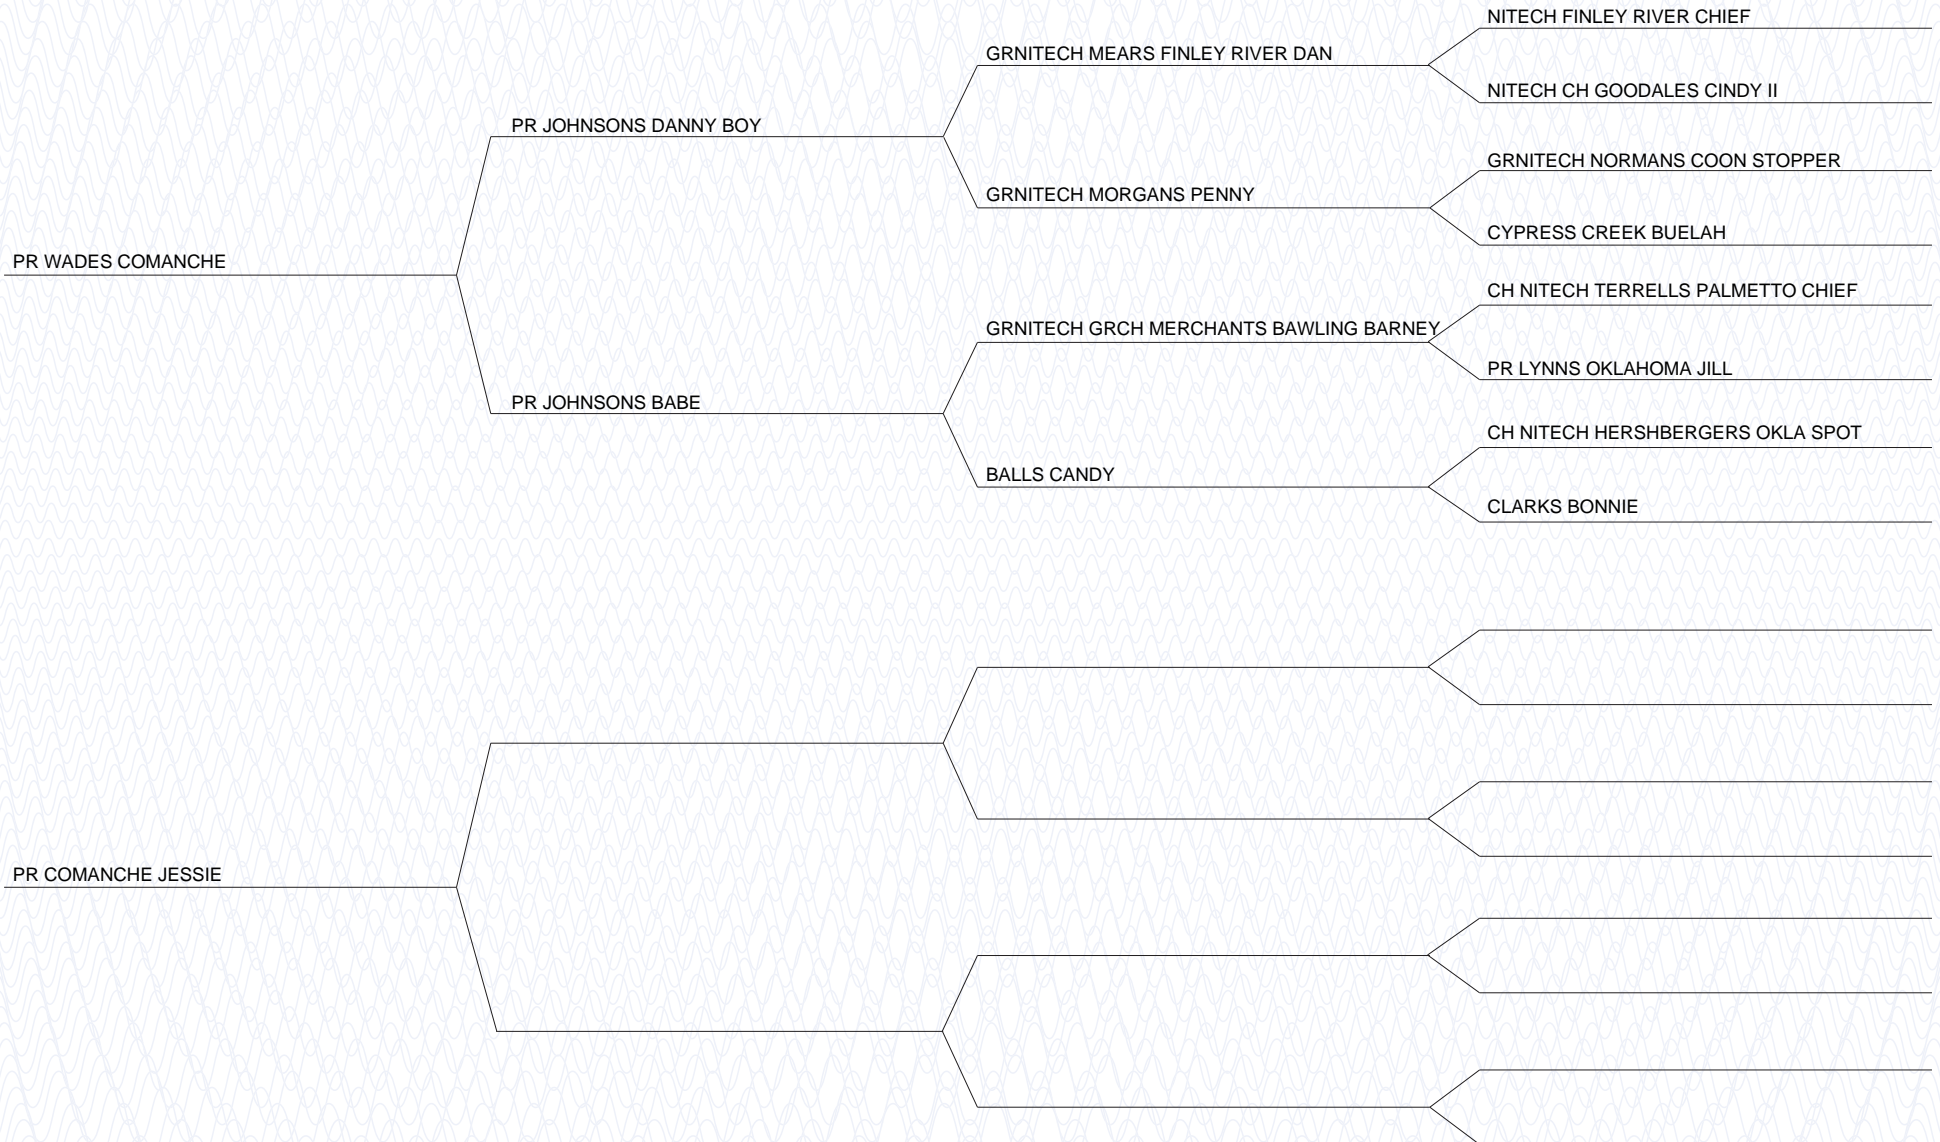 NITECH FINLEY RIVER CHIEF
GRNITECH MEARS FINLEY RIVER DAN
NITECH CH GOODALES CINDY II
PR JOHNSONS DANNY BOY
GRNITECH NORMANS COON STOPPER
GRNITECH MORGANS PENNY
CYPRESS CREEK BUELAH
PR WADES COMANCHE
CH NITECH TERRELLS PALMETTO CHIEF
GRNITECH GRCH MERCHANTS BAWLING BARNEY
PR LYNNS OKLAHOMA JILL
PR JOHNSONS BABE
CH NITECH HERSHBERGERS OKLA SPOT
BALLS CANDY
CLARKS BONNIE
PR COMANCHE JESSIE